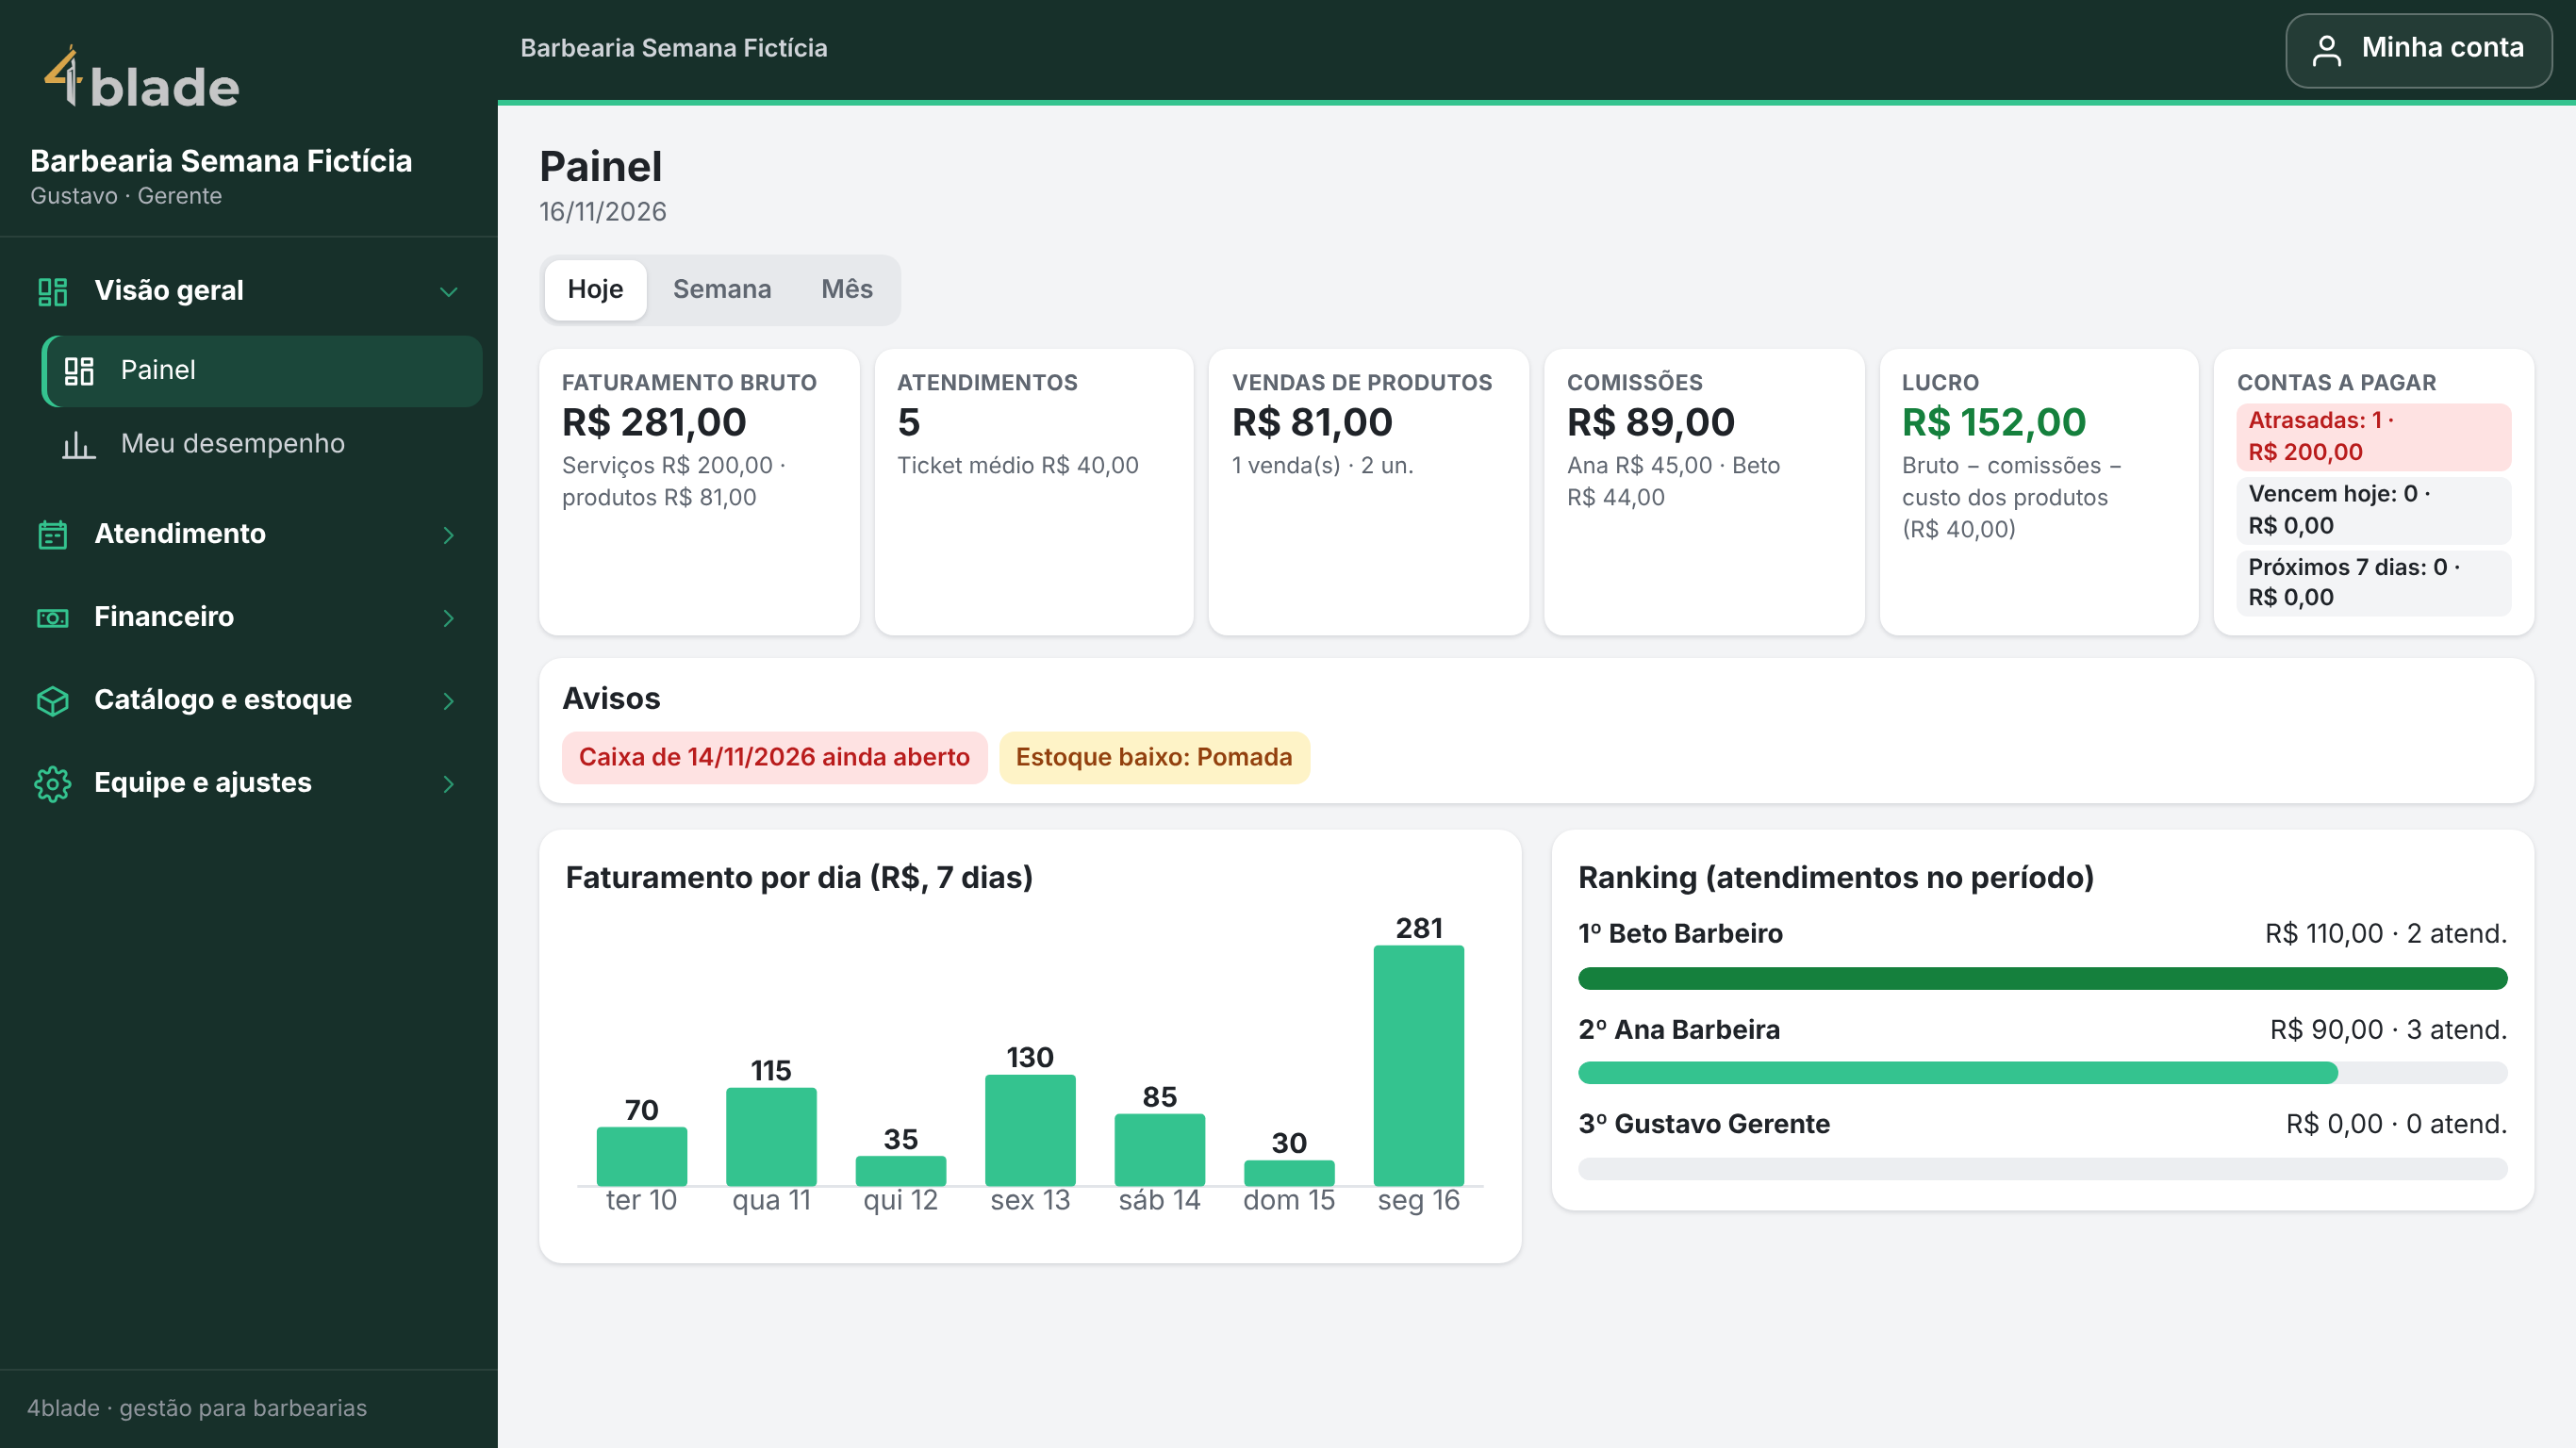 4blade
Barbearia Semana Fictícia
Gustavo · Gerente
Visão geral
Painel
Meu desempenho
Atendimento
Financeiro
Catálogo e estoque
Equipe e ajustes
4blade · gestão para barbearias
Barbearia Semana Fictícia
Minha conta
Painel
16/11/2026
Hoje
Semana
Mês
FATURAMENTO BRUTO
R$ 281,00
Serviços R$ 200,00 ·
produtos R$ 81,00
ATENDIMENTOS
5
Ticket médio R$ 40,00
VENDAS DE PRODUTOS
R$ 81,00
1 venda(s) · 2 un.
COMISSÕES
R$ 89,00
Ana R$ 45,00 · Beto
R$ 44,00
LUCRO
R$ 152,00
Bruto − comissões −
custo dos produtos
(R$ 40,00)
CONTAS A PAGAR
Atrasadas: 1 ·
R$ 200,00
Vencem hoje: 0 ·
R$ 0,00
Próximos 7 dias: 0 ·
R$ 0,00
Avisos
Caixa de 14/11/2026 ainda aberto
Estoque baixo: Pomada
Faturamento por dia (R$, 7 dias)
70
115
35
130
85
30
281
ter 10
qua 11
qui 12
sex 13
sáb 14
dom 15
seg 16
Ranking (atendimentos no período)
1º Beto Barbeiro
R$ 110,00 · 2 atend.
2º Ana Barbeira
R$ 90,00 · 3 atend.
3º Gustavo Gerente
R$ 0,00 · 0 atend.